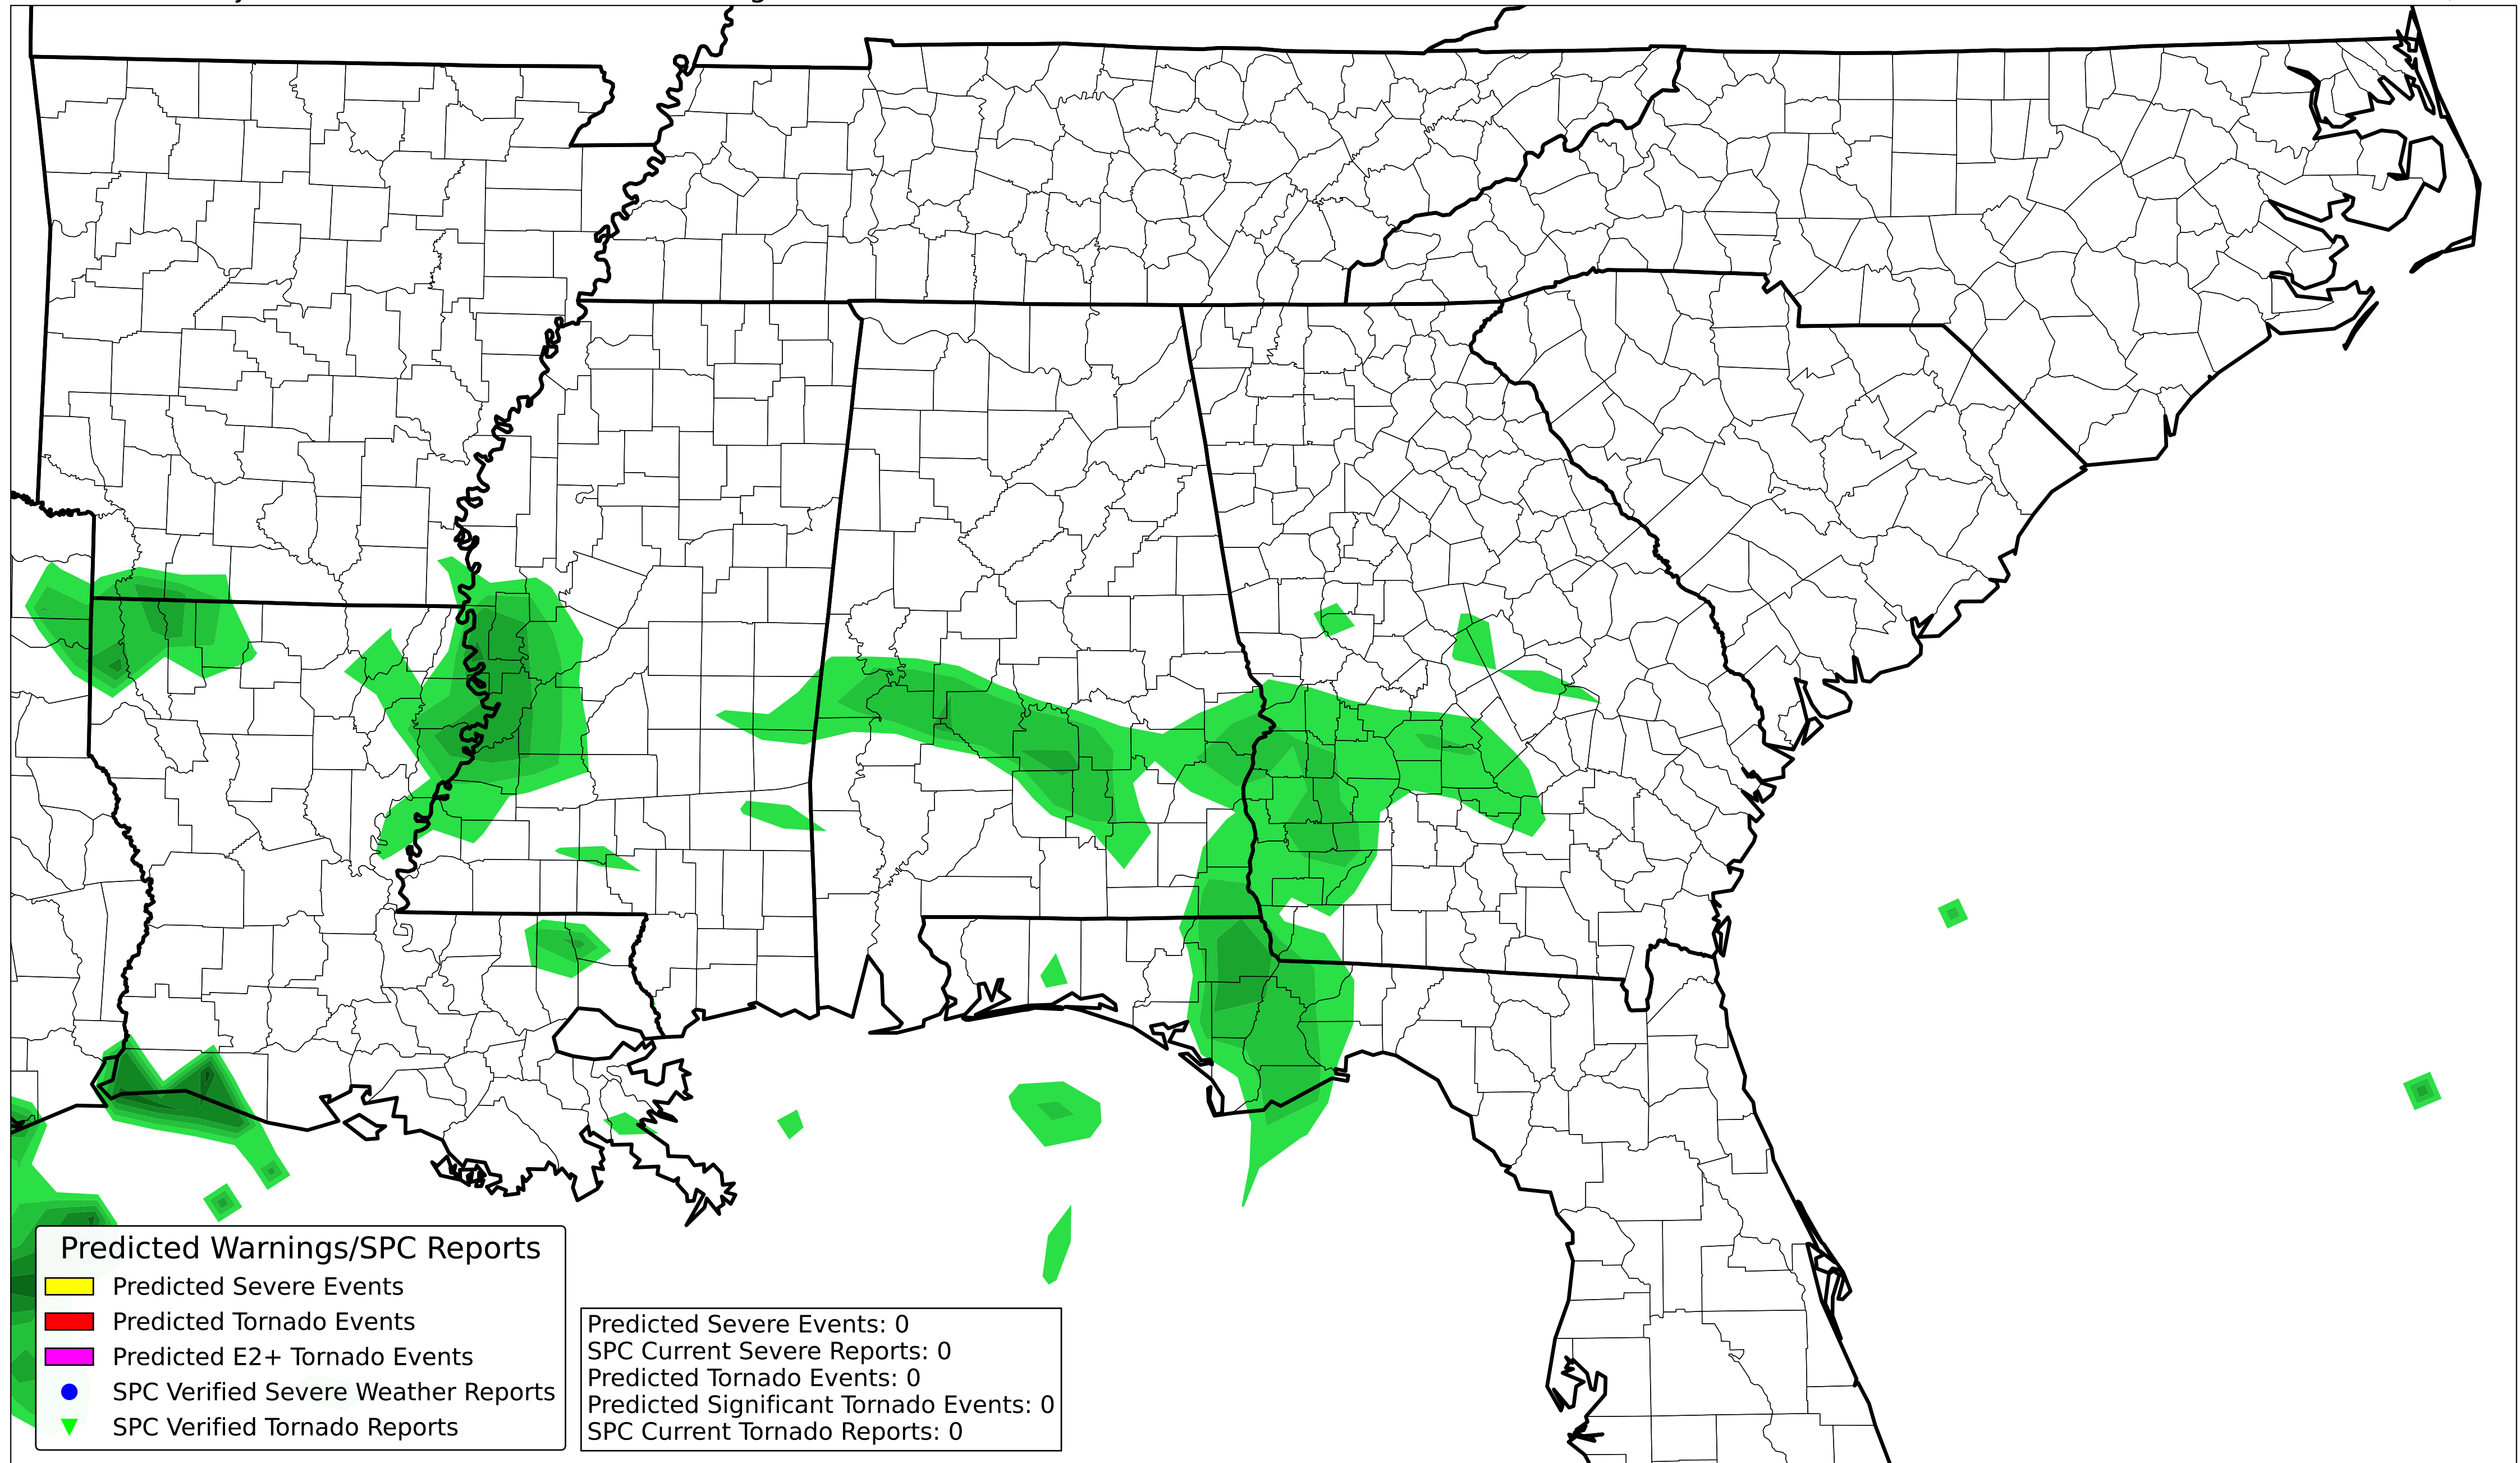 Predicted Warnings/SPC Reports
Predicted Severe Events
Predicted Tornado Events
Predicted E2+ Tornado Events
SPC Verified Severe Weather Reports
SPC Verified Tornado Reports
Predicted Severe Events: 0
SPC Current Severe Reports: 0
Predicted Tornado Events: 0
Predicted Significant Tornado Events: 0
SPC Current Tornado Reports: 0